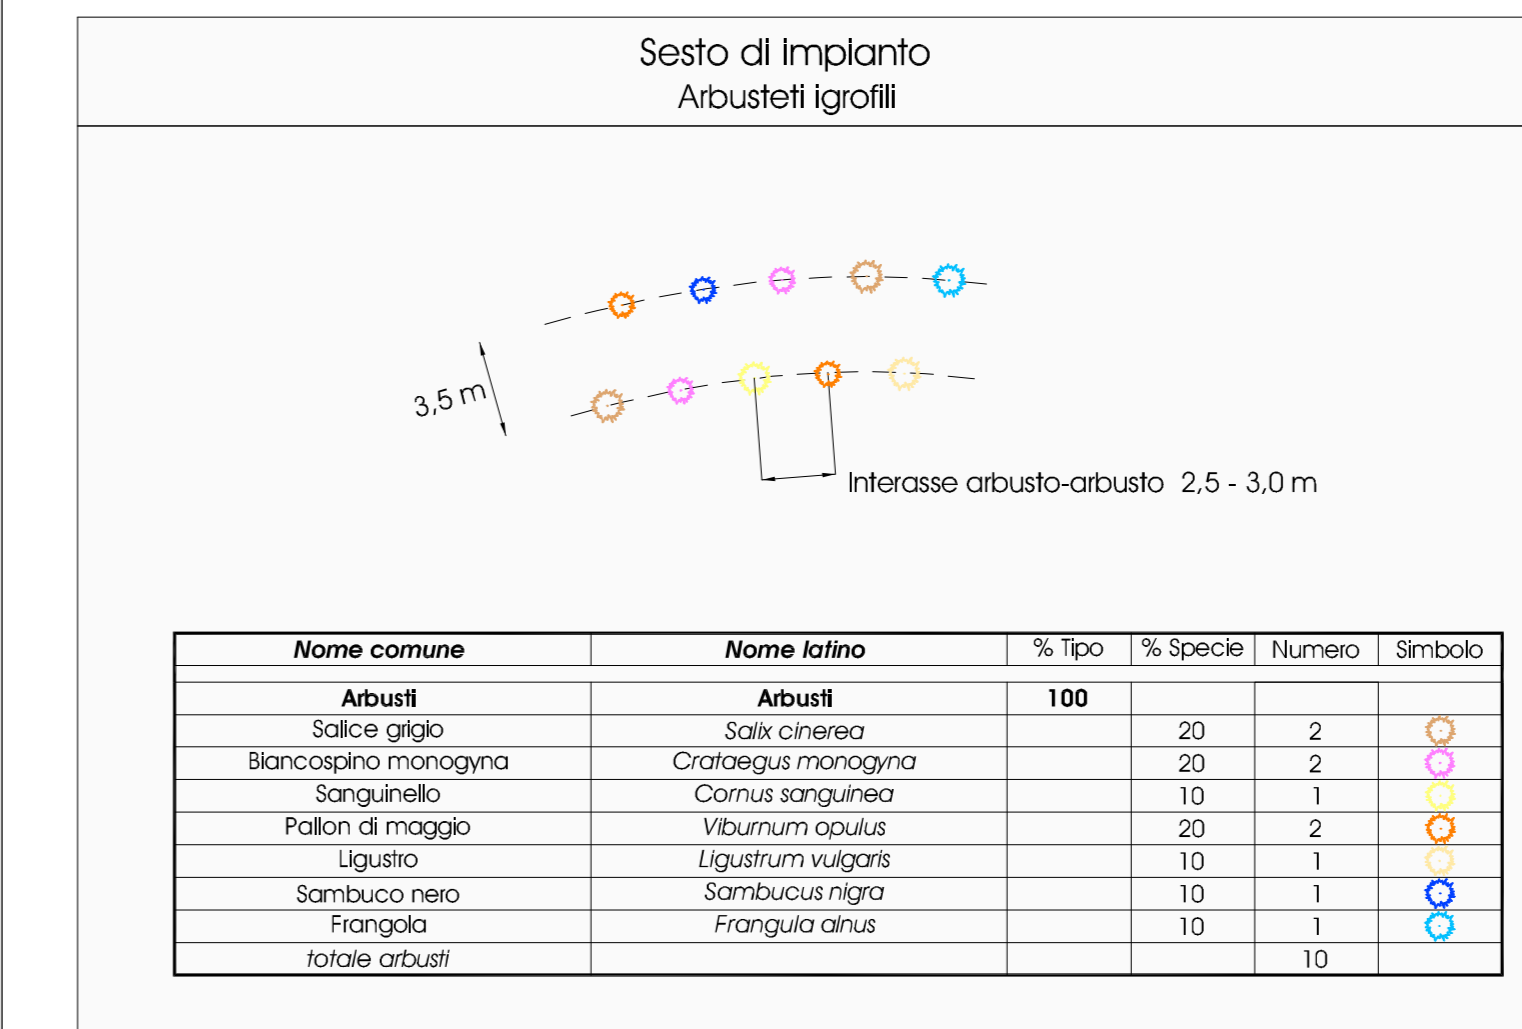 Sesto di impianto
Arbusteti igrofili
3,5 m
Interasse arbusto-arbusto 2,5 - 3,0 m
Nome comune Nome latino % Tipo % Specie Numero Simbolo
Arbusti Arbusti 100
Salice grigio Salix cinerea 20 2
Biancospino monogyna Crataegus monogyna 20 2
Sanguinello Cornus sanguinea 10 1
Pallon di maggio Viburnum opulus 20 2
Ligustro Ligustrum vulgaris 10 1
Sambuco nero Sambucus nigra 10 1
Frangola Frangula alnus 10 1
totale arbusti 10